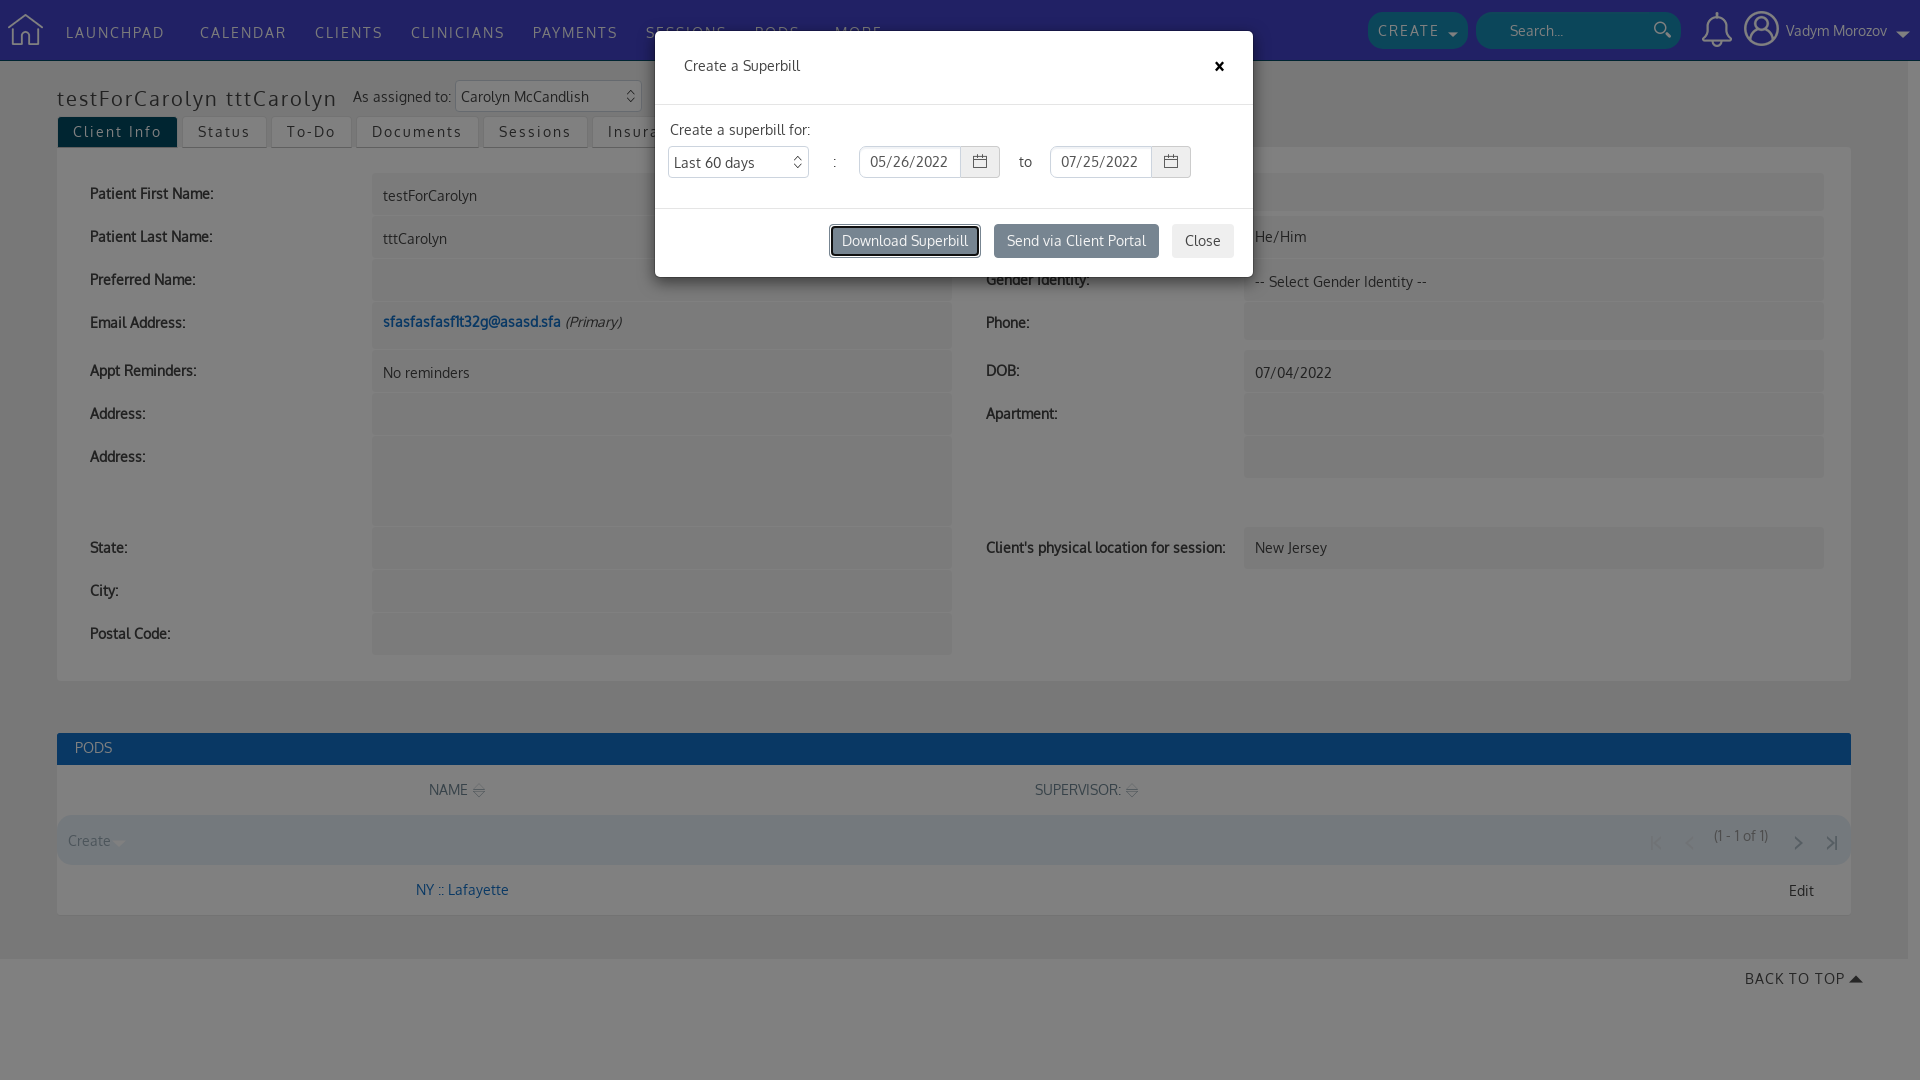 LAUNCHPAD CALENDAR CLIENTS CLINICIANS PAYMENTS SESSIONS PODS MORE CREATE Search... Vadym Morozov
Create a Superbill
testForCarolyn tttCarolyn As assigned to: Carolyn McCandlish
Client Info Status To-Do Documents Sessions
Create a superbill for:
Last 60 days : 05/26/2022 to 07/25/2022
Download Superbill Send via Client Portal Close
Patient First Name: testForCarolyn
Patient Last Name: tttCarolyn He/Him
Preferred Name: Gender Identity: -- Select Gender Identity --
Email Address: sfasfasfasf1t32g@asasd.sfa (Primary) Phone:
Appt Reminders: No reminders DOB: 07/04/2022
Address: Apartment:
Address:
State: Client's physical location for session: New Jersey
City:
Postal Code:
PODS
NAME SUPERVISOR:
Create (1 - 1 of 1)
NY :: Lafayette Edit
BACK TO TOP